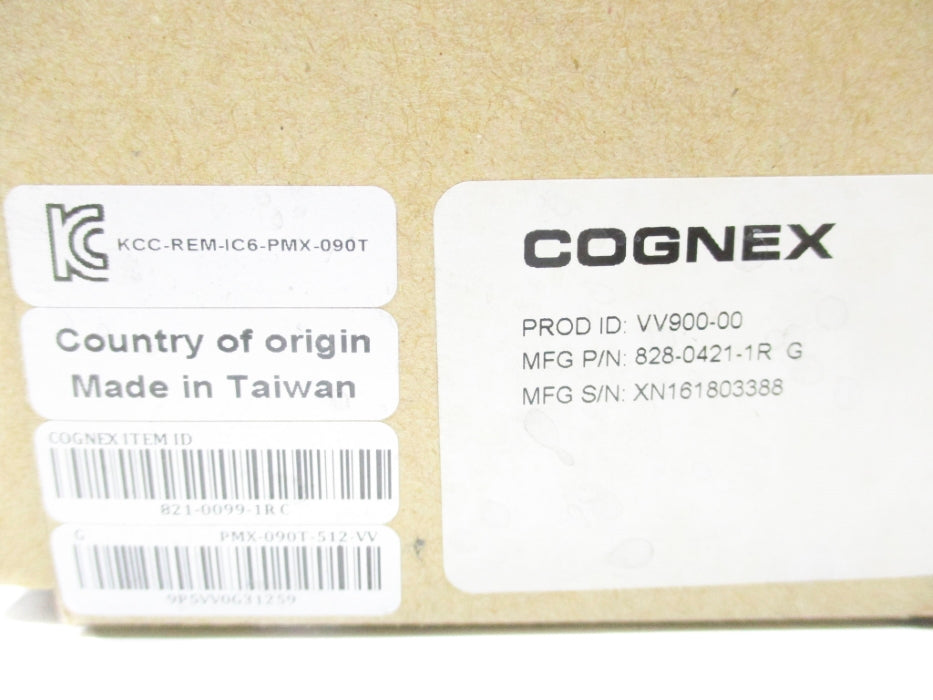 KC KCC-REM-IC6-PMX-090T
Country of origin
Made in Taiwan
COGNEX ITEM ID
821-0099-1R C
G PMX-090T-512-VV
9P5VV0G31259
COGNEX
PROD ID: VV900-00
MFG P/N: 828-0421-1R G
MFG S/N: XN161803388